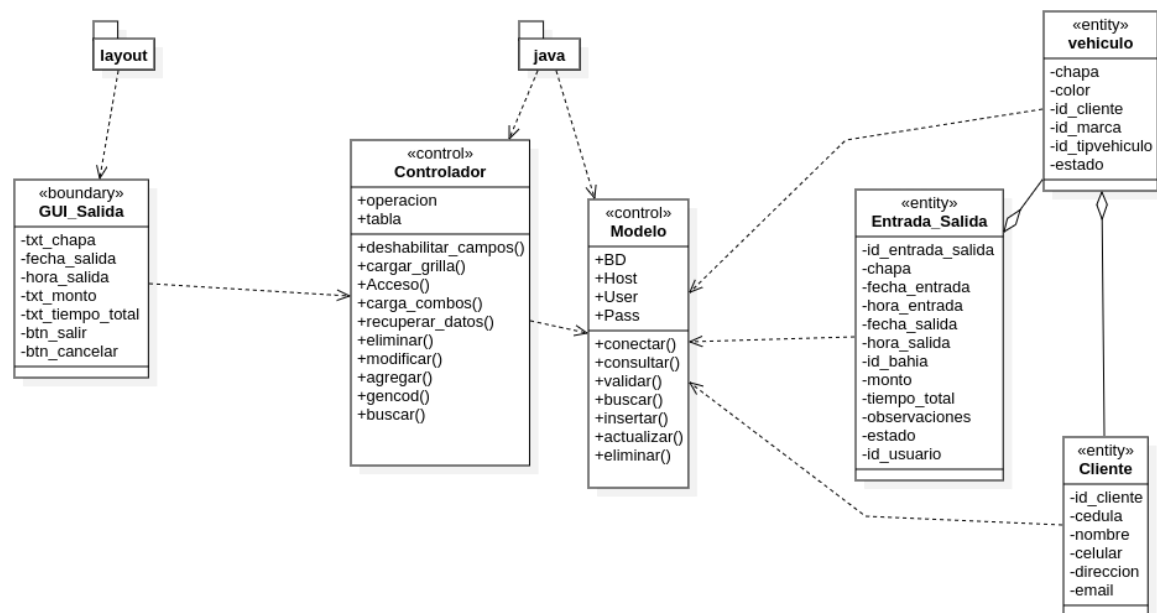 layout
java
«boundary»
GUI_Salida
-txt_chapa
-fecha_salida
-hora_salida
-txt_monto
-txt_tiempo_total
-btn_salir
-btn_cancelar
«control»
Controlador
+operacion
+tabla
+deshabilitar_campos()
+cargar_grilla()
+Acceso()
+carga_combos()
+recuperar_datos()
+eliminar()
+modificar()
+agregar()
+gencod()
+buscar()
«control»
Modelo
+BD
+Host
+User
+Pass
+conectar()
+consultar()
+validar()
+buscar()
+insertar()
+actualizar()
+eliminar()
«entity»
Entrada_Salida
-id_entrada_salida
-chapa
-fecha_entrada
-hora_entrada
-fecha_salida
-hora_salida
-id_bahia
-monto
-tiempo_total
-observaciones
-estado
-id_usuario
«entity»
vehiculo
-chapa
-color
-id_cliente
-id_marca
-id_tipvehiculo
-estado
«entity»
Cliente
-id_cliente
-cedula
-nombre
-celular
-direccion
-email